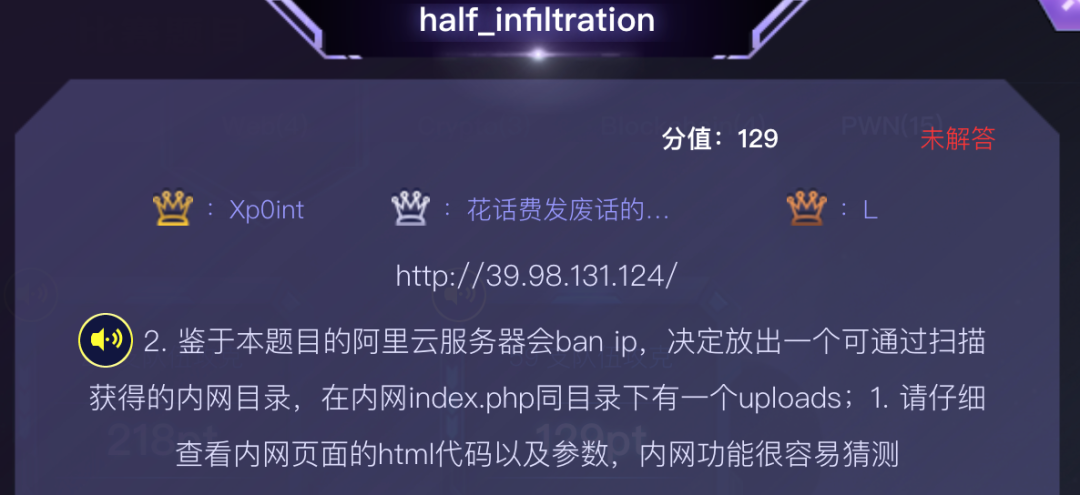 half_infiltration
分值：129
未解答
：Xp0int
：花话费发废话的...
：L
http://39.98.131.124/
2. 鉴于本题目的阿里云服务器会ban ip，决定放出一个可通过扫描
获得的内网目录，在内网index.php同目录下有一个uploads；1. 请仔细
查看内网页面的html代码以及参数，内网功能很容易猜测
PWN(15)
218pt
129pt